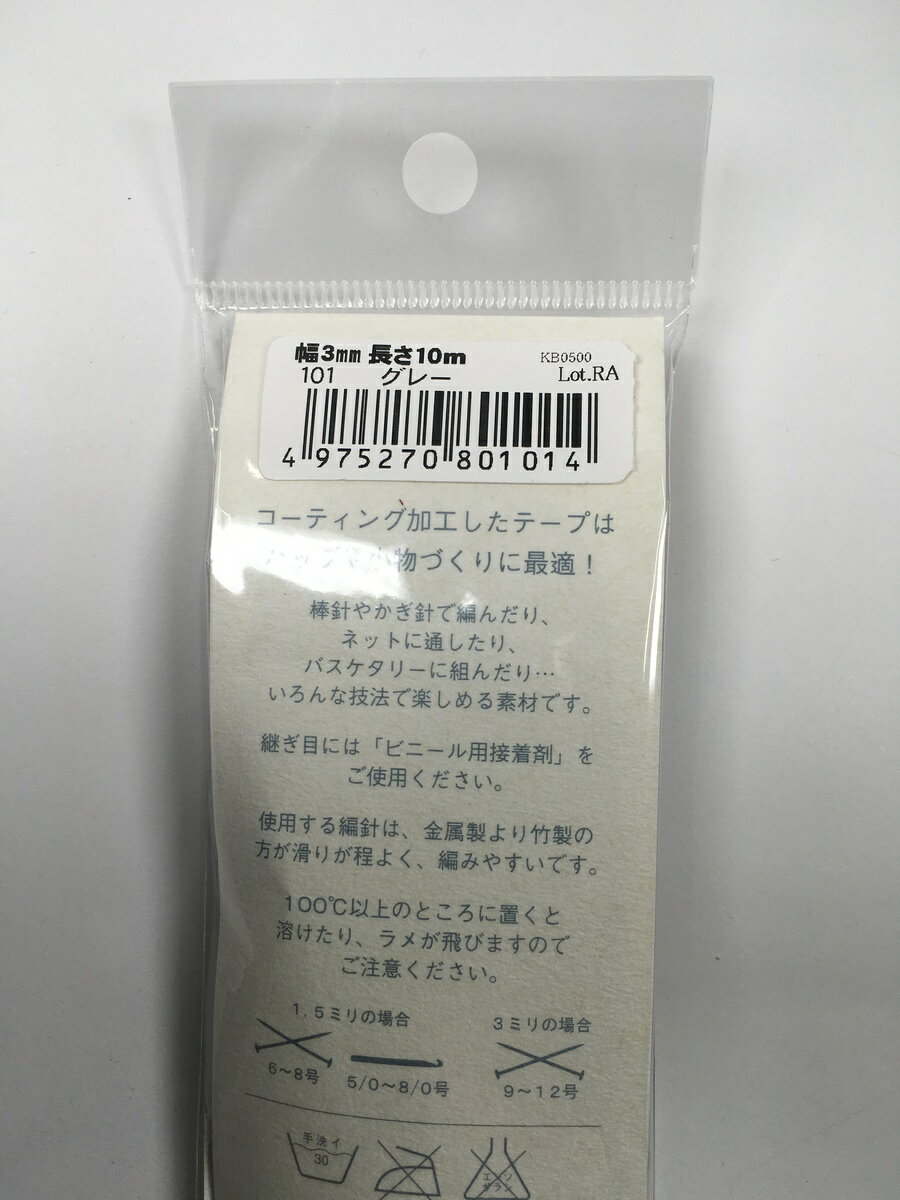 幅3mm 長さ10m
KB0500
101 グレー
Lot.RA
4 975270 801014
コーティング加工したテープは
物づくりに最適！
棒針やかぎ針で編んだり、
ネットに通したり、
バスケタリーに組んだり…
いろんな技法で楽しめる素材です。
継ぎ目には「ビニール用接着剤」を
ご使用ください。
使用する編針は、金属製より竹製の
方が滑りが程よく、編みやすいです。
100℃以上のところに置くと
溶けたり、ラメが飛びますので
ご注意ください。
1.5ミリの場合
3ミリの場合
6〜8号
5/0〜8/0号
9〜12号
手洗イ
30